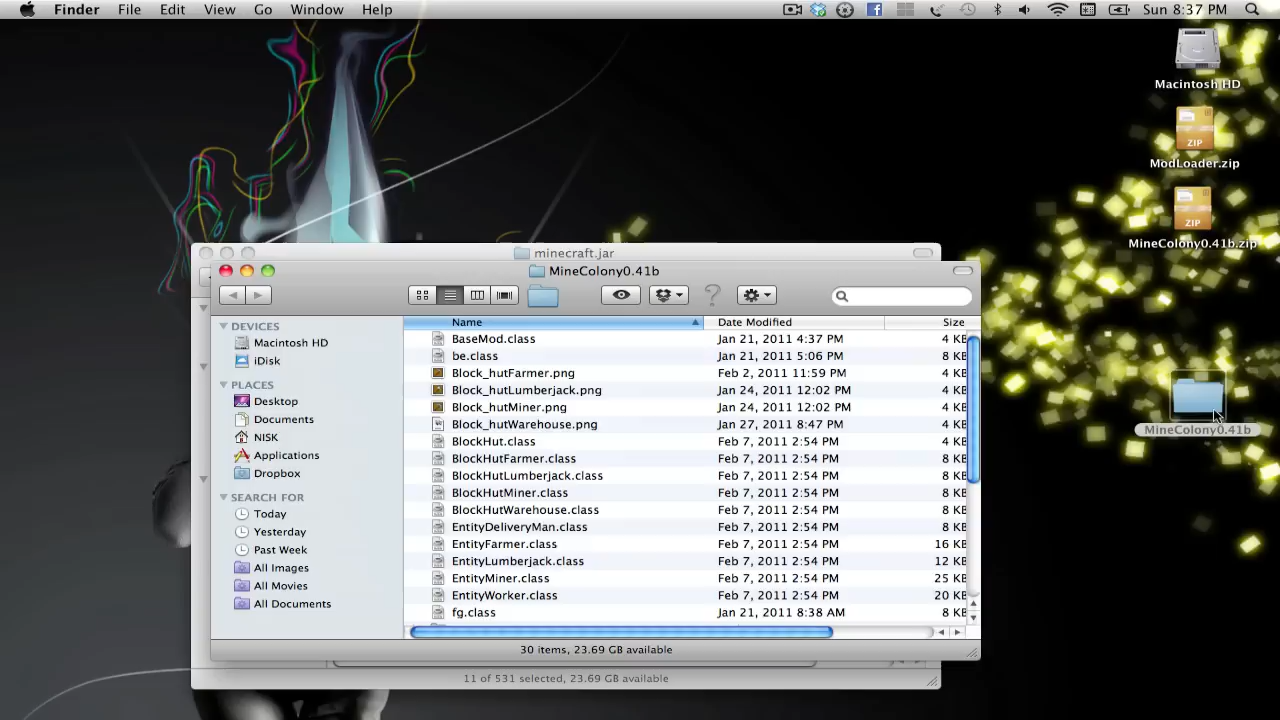 Finder File Edit View Go Window Help Sun 8:37 PM
Macintosh HD
ZIP
ModLoader.zip
ZIP
MineColony0.41b.zip
MineColony0.41b
minecraft.jar
MineColony0.41b
DEVICES
Macintosh HD
iDisk
PLACES
Desktop
Documents
NISK
Applications
Dropbox
SEARCH FOR
Today
Yesterday
Past Week
All Images
All Movies
All Documents
Name Date Modified Size
BaseMod.class Jan 21, 2011 4:37 PM 4 KB
be.class Jan 21, 2011 5:06 PM 8 KB
Block_hutFarmer.png Feb 2, 2011 11:59 PM 4 KB
Block_hutLumberjack.png Jan 24, 2011 12:02 PM 4 KB
Block_hutMiner.png Jan 24, 2011 12:02 PM 4 KB
Block_hutWarehouse.png Jan 27, 2011 8:47 PM 4 KB
BlockHut.class Feb 7, 2011 2:54 PM 8 KB
BlockHutFarmer.class Feb 7, 2011 2:54 PM 8 KB
BlockHutLumberjack.class Feb 7, 2011 2:54 PM 8 KB
BlockHutMiner.class Feb 7, 2011 2:54 PM 8 KB
BlockHutWarehouse.class Feb 7, 2011 2:54 PM 8 KB
EntityDeliveryMan.class Feb 7, 2011 2:54 PM 8 KB
EntityFarmer.class Feb 7, 2011 2:54 PM 16 KB
EntityLumberjack.class Feb 7, 2011 2:54 PM 12 KB
EntityMiner.class Feb 7, 2011 2:54 PM 25 KB
EntityWorker.class Feb 7, 2011 2:54 PM 20 KB
fg.class Jan 21, 2011 8:38 AM 8 KB
30 items, 23.69 GB available
11 of 531 selected, 23.69 GB available